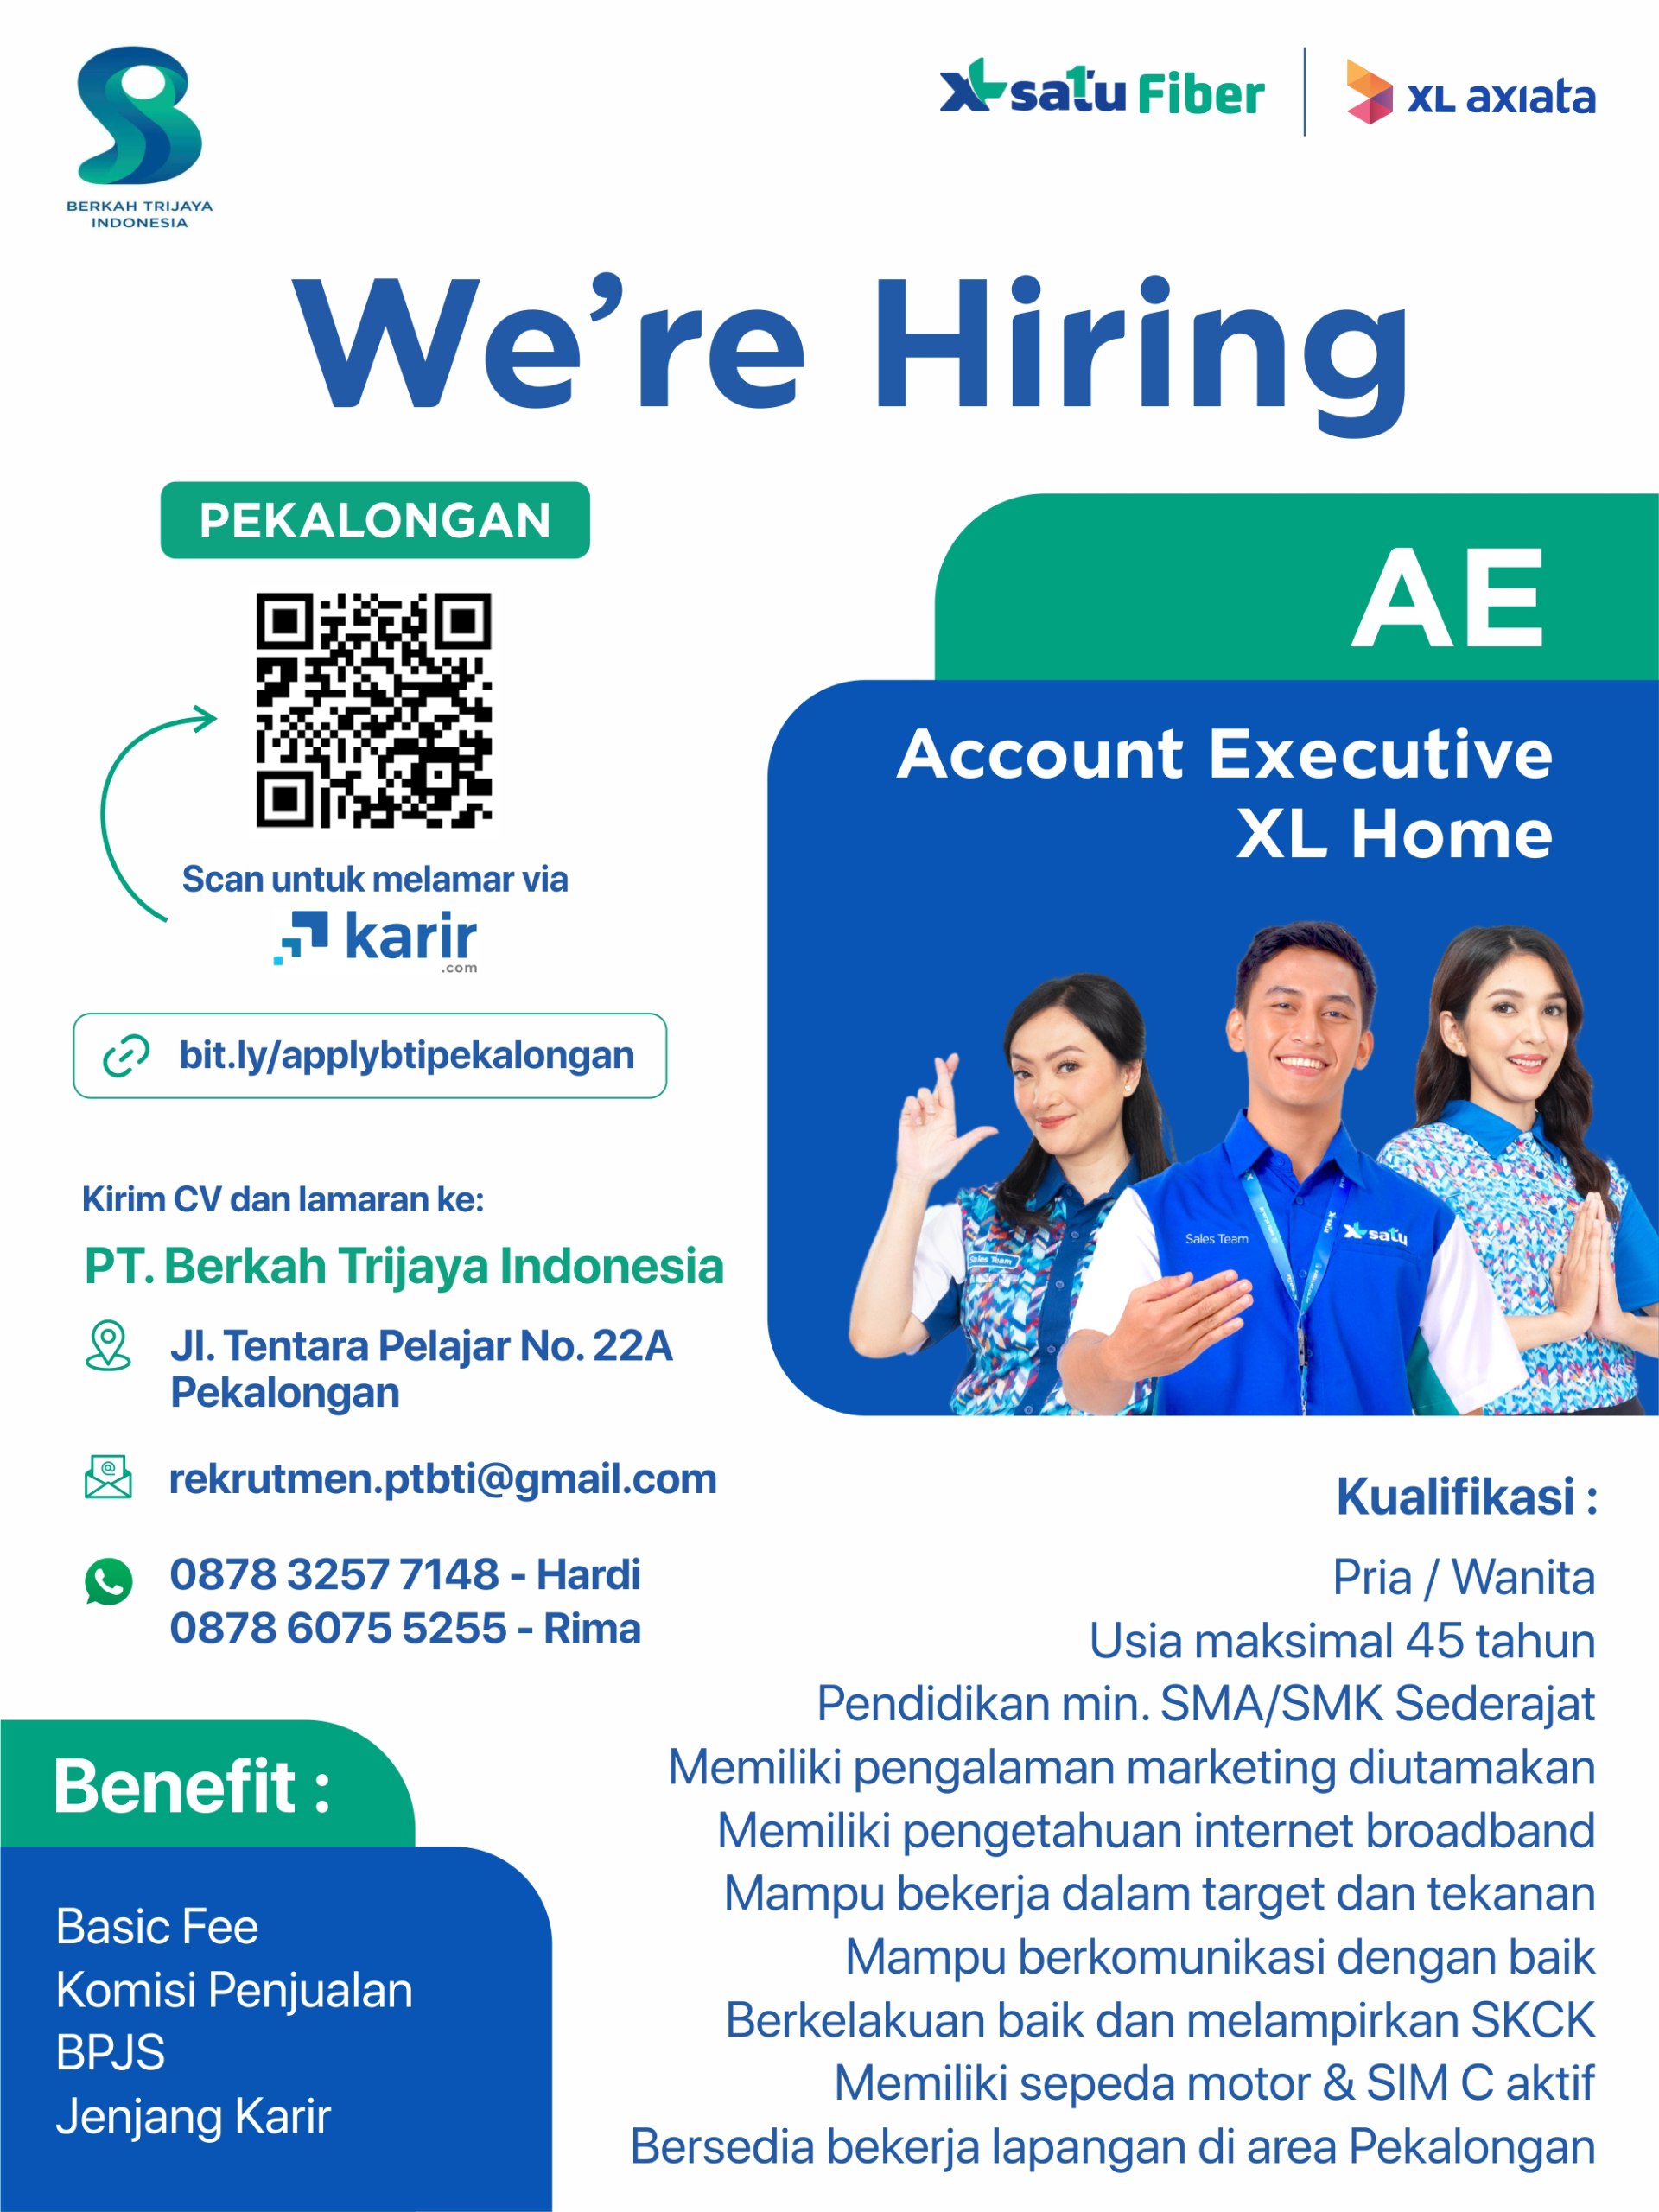 BERKAH TRIJAYA
INDONESIA
XL satu Fiber
XL axiata
We’re Hiring
PEKALONGAN
Scan untuk melamar via
karir
.com
bit.ly/applybtipekalongan
Kirim CV dan lamaran ke:
PT. Berkah Trijaya Indonesia
Jl. Tentara Pelajar No. 22A
Pekalongan
rekrutmen.ptbti@gmail.com
0878 3257 7148 - Hardi
0878 6075 5255 - Rima
AE
Account Executive
XL Home
Sales Team
Sales Team
XL satu
Kualifikasi :
Pria / Wanita
Usia maksimal 45 tahun
Pendidikan min. SMA/SMK Sederajat
Memiliki pengalaman marketing diutamakan
Memiliki pengetahuan internet broadband
Mampu bekerja dalam target dan tekanan
Mampu berkomunikasi dengan baik
Berkelakuan baik dan melampirkan SKCK
Memiliki sepeda motor & SIM C aktif
Bersedia bekerja lapangan di area Pekalongan
Benefit :
Basic Fee
Komisi Penjualan
BPJS
Jenjang Karir